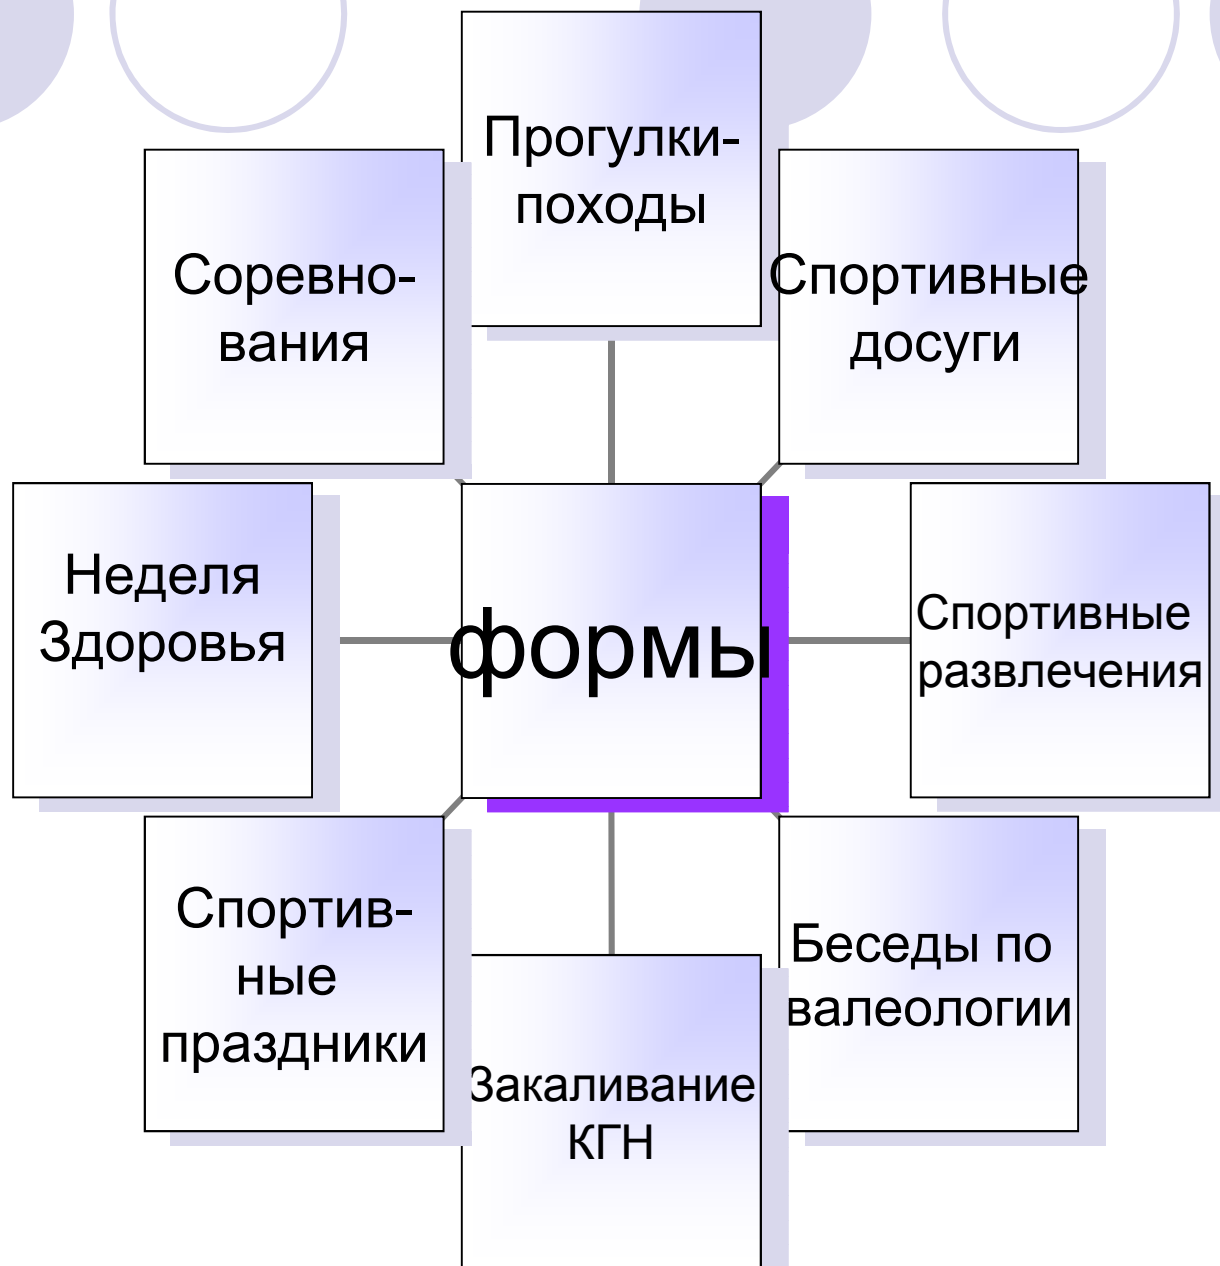 Прогулки-
походы
Соревно-
вания
Спортивные
досуги
Неделя
Здоровья
формы
Спортивные
развлечения
Спортив-
ные
праздники
Беседы по
валеологии
Закаливание
КГН